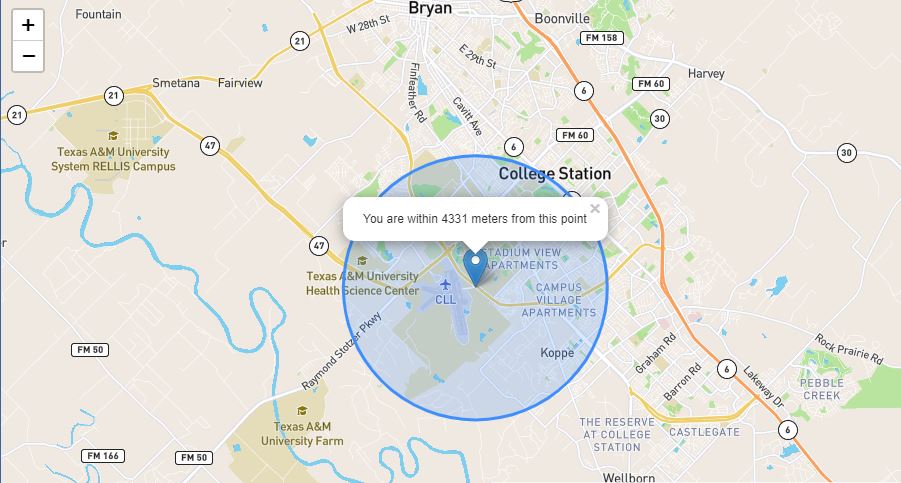 Bryan
Fountain
Boonville
W 28th St
21
FM 158
E 29th St
Harvey
Smetana
Fairview
FM 60
6
21
Finfeather Rd
Cavitt Ave
21
30
FM 60
47
6
30
Texas A&M University
System RELLIS Campus
College Station
You are within 4331 meters from this point
×
47
STADIUM VIEW
APARTMENTS
Texas A&M University
Health Science Center
CLL
CAMPUS
VILLAGE
APARTMENTS
Raymond Stotzer Pkwy
FM 50
Koppe
Graham Rd
Rock Prairie Rd
Barron Rd
6
Lakeway Dr
PEBBLE
CREEK
Texas A&M
University Farm
THE RESERVE
AT COLLEGE
STATION
CASTLEGATE
6
FM 166
FM 50
Wellborn
+
−